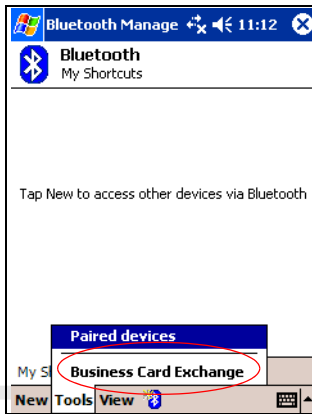 Bluetooth Manage 11:12
Bluetooth
My Shortcuts
Tap New to access other devices via Bluetooth
Paired devices
My S
Business Card Exchange
New Tools View